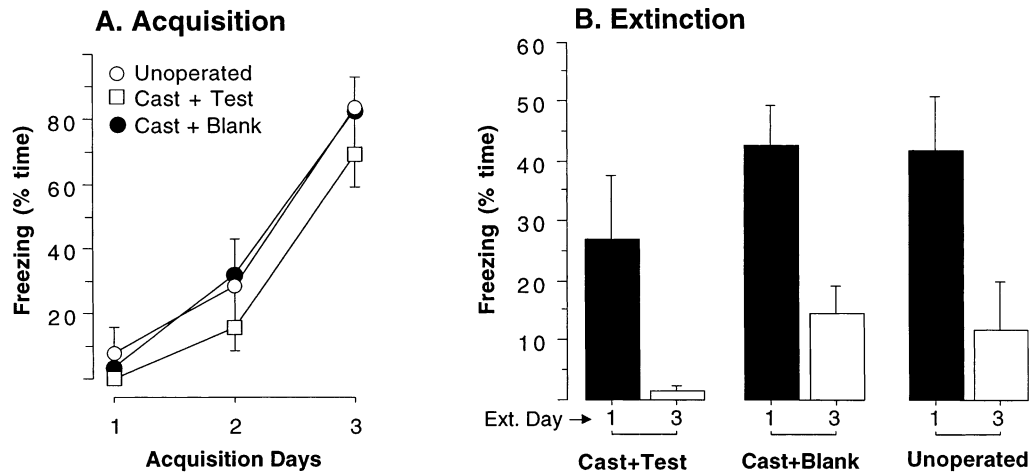 A. Acquisition
Freezing (% time)
80
60
40
20
Unoperated
Cast + Test
Cast + Blank
1 2 3
Acquisition Days
B. Extinction
Freezing (% time)
60
50
40
30
20
10
Ext. Day → 1 3 1 3 1 3
Cast+Test Cast+Blank Unoperated